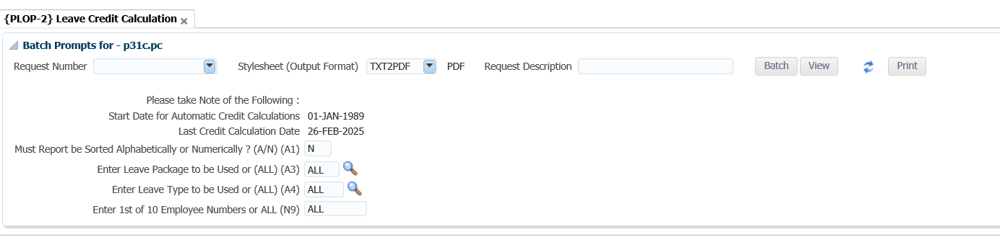 {PLOP-2} Leave Credit Calculation
Batch Prompts for - p31c.pc
Request Number Stylesheet (Output Format) TXT2PDF PDF Request Description Batch View Print
Please take Note of the Following :
Start Date for Automatic Credit Calculations 01-JAN-1989
Last Credit Calculation Date 26-FEB-2025
Must Report be Sorted Alphabetically or Numerically ? (A/N) (A1) N
Enter Leave Package to be Used or (ALL) (A3) ALL
Enter Leave Type to be Used or (ALL) (A4) ALL
Enter 1st of 10 Employee Numbers or ALL (N9) ALL